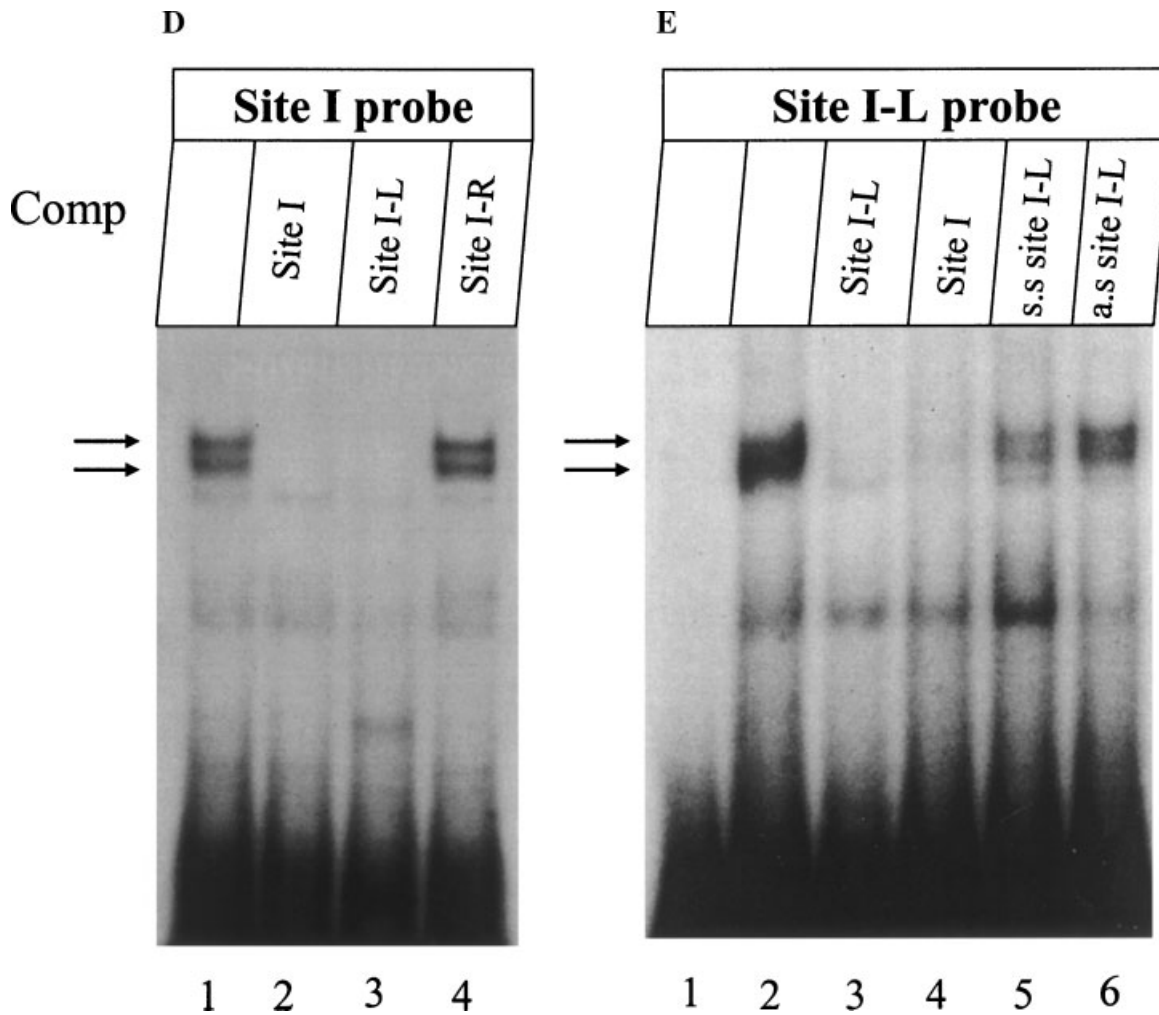 D
E
Site I probe
Site I-L probe
Comp
Site I
Site I-L
Site I-R
Site I-L
Site I
s.s site I-L
a.s site I-L
1 2 3 4
1 2 3 4 5 6